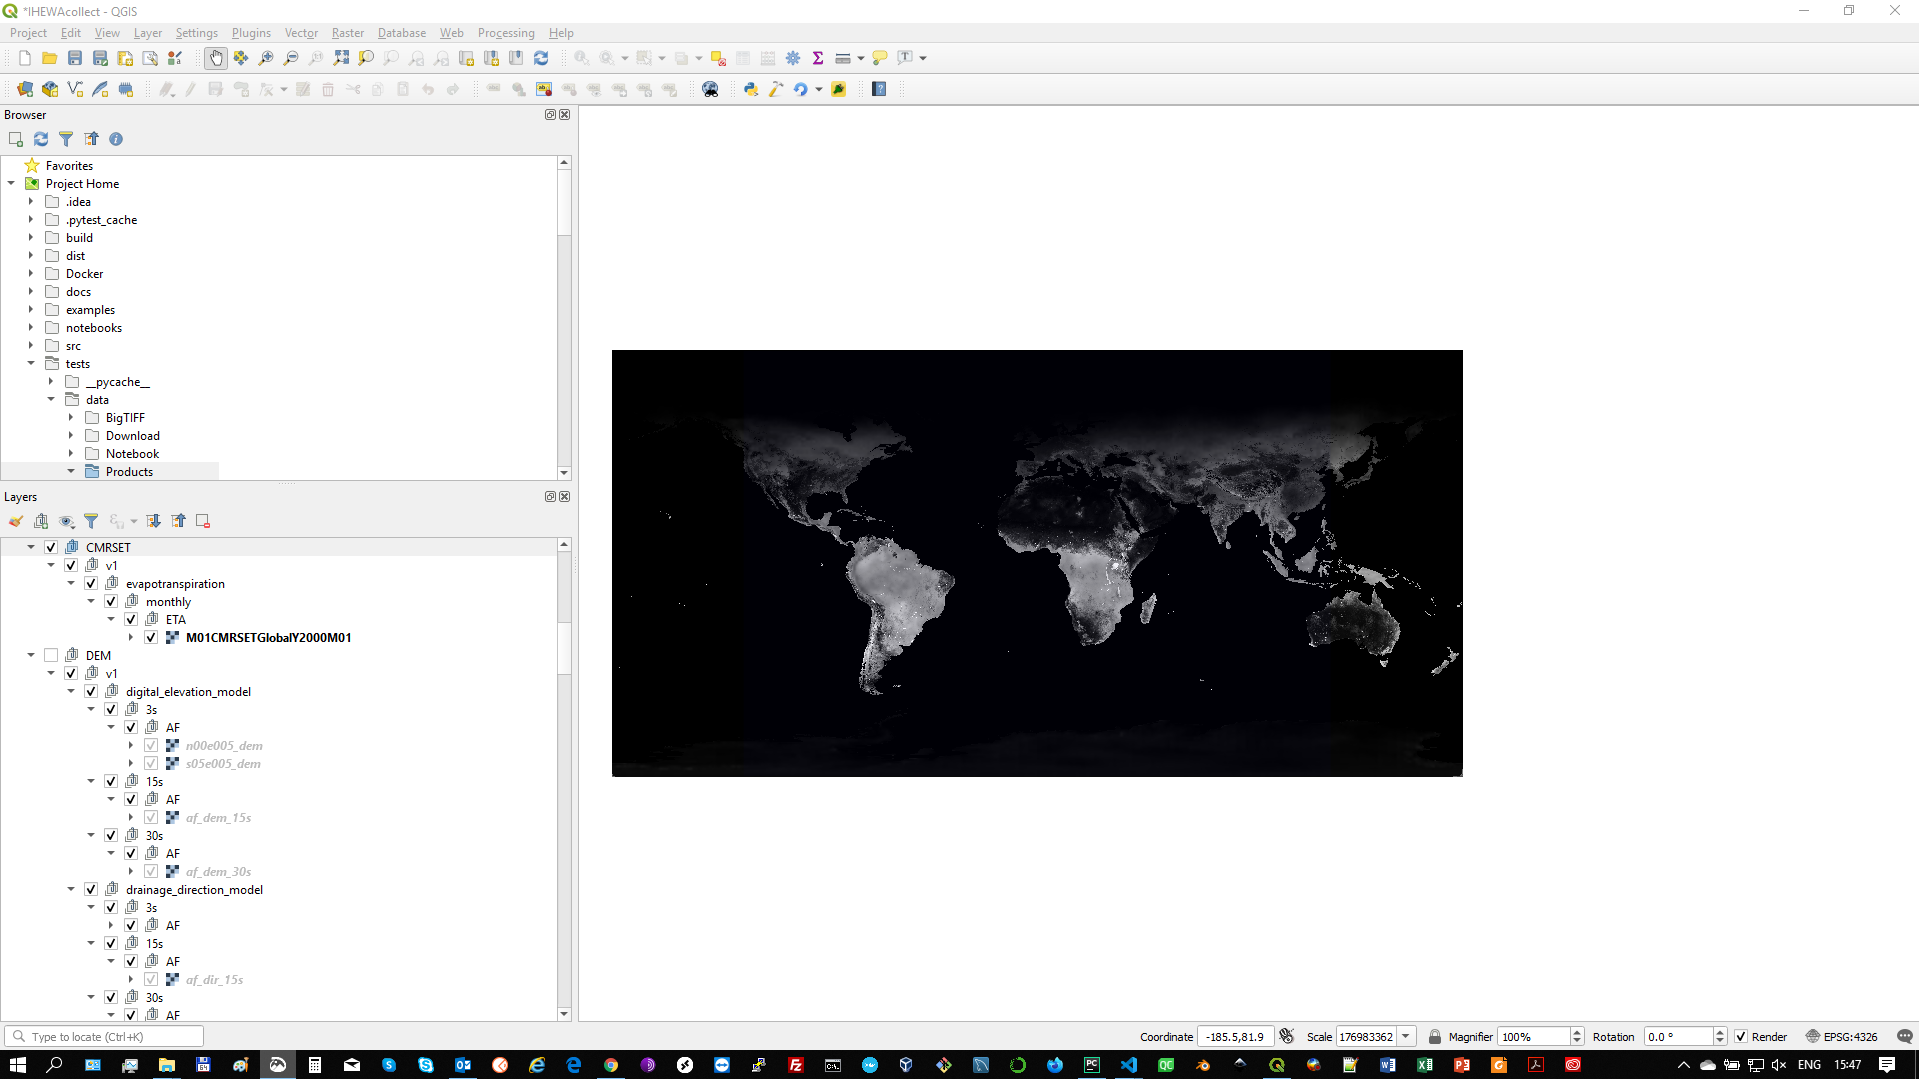 *IHEWAcollect - QGIS
Project Edit View Layer Settings Plugins Vector Raster Database Web Processing Help
Browser
Favorites
Project Home
.idea
.pytest_cache
build
dist
Docker
docs
examples
notebooks
src
tests
__pycache__
data
BigTIFF
Download
Notebook
Products
Layers
CMRSET
v1
evapotranspiration
monthly
ETA
M01CMRSETGlobalY2000M01
DEM
v1
digital_elevation_model
3s
AF
n00e005_dem
s05e005_dem
15s
AF
af_dem_15s
30s
AF
af_dem_30s
drainage_direction_model
3s
AF
15s
AF
af_dir_15s
30s
AF
Type to locate (Ctrl+K)
Coordinate -185.5,81.9 Scale 176983362 Magnifier 100% Rotation 0.0 ° Render EPSG:4326
ENG 15:47